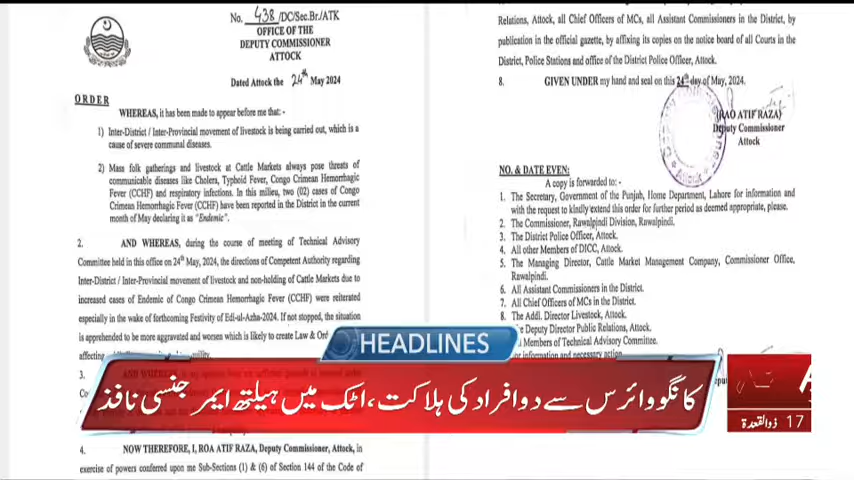 No. 438 /DC/Sec.Br./ATK
OFFICE OF THE
DEPUTY COMMISSIONER
ATTOCK
Dated Attock the 24th May 2024
ORDER
WHEREAS, it has been made to appear before me that:-
1) Inter-District / Inter-Provincial movement of livestock is being carried out, which is a
cause of severe communal diseases.
2) Mass folk gatherings and livestock at Cattle Markets always pose threats of
communicable diseases like Cholera, Typhoid Fever, Congo Crimean Hemorrhagic
Fever (CCHF) and respiratory infections. In this milieu, two (02) cases of Congo
Crimean Hemorrhagic Fever (CCHF) have been reported in the District in the current
month of May declaring it as "Endemic".
2. AND WHEREAS, during the course of meeting of Technical Advisory
Committee held in this office on 24th May, 2024, the directions of Competent Authority regarding
Inter-District / Inter-Provincial movement of livestock and non-holding of Cattle Markets due to
increased cases of Endemic of Congo Crimean Hemorrhagic Fever (CCHF) were reiterated
especially in the wake of forthcoming Festivity of Edi-ul-Azha-2024. If not stopped, the situation
is apprehended to be more aggravated and worsen which is likely to create Law & Ord
affecting
3.
4. NOW THEREFORE, I, ROA ATIF RAZA, Deputy Commissioner, Attock, in
exercise of powers conferred upon me Sub-Sections (1) & (6) of Section 144 of the Code of
Relations, Attock, all Chief Officers of MCs, all Assistant Commissioners in the District, by
publication in the official gazette, by affixing its copies on the notice board of all Courts in the
District, Police Stations and office of the District Police Officer, Attock.
8. GIVEN UNDER my hand and seal on this 24th day of May, 2024.
(RAO ATIF RAZA)
Deputy Commissioner
Attock
NO. & DATE EVEN:
A copy is forwarded to:-
1. The Secretary, Government of the Punjab, Home Department, Lahore for information and
with the request to kindly extend this order for further period as deemed appropriate, please.
2. The Commissioner, Rawalpindi Division, Rawalpindi.
3. The District Police Officer, Attock.
4. All other Members of DICC, Attock.
5. The Managing Director, Cattle Market Management Company, Commissioner Office,
Rawalpindi.
6. All Assistant Commissioners in the District.
7. All Chief Officers of MCs in the District.
8. The Addl. Director Livestock, Attock.
Deputy Director Public Relations, Attock.
Members of Technical Advisory Committee.
for information and necessary action
HEADLINES
کانگو وائرس سے دو افراد کی ہلاکت، اٹک میں ہیلتھ ایمرجنسی نافذ
17 ذوالقعدۃ